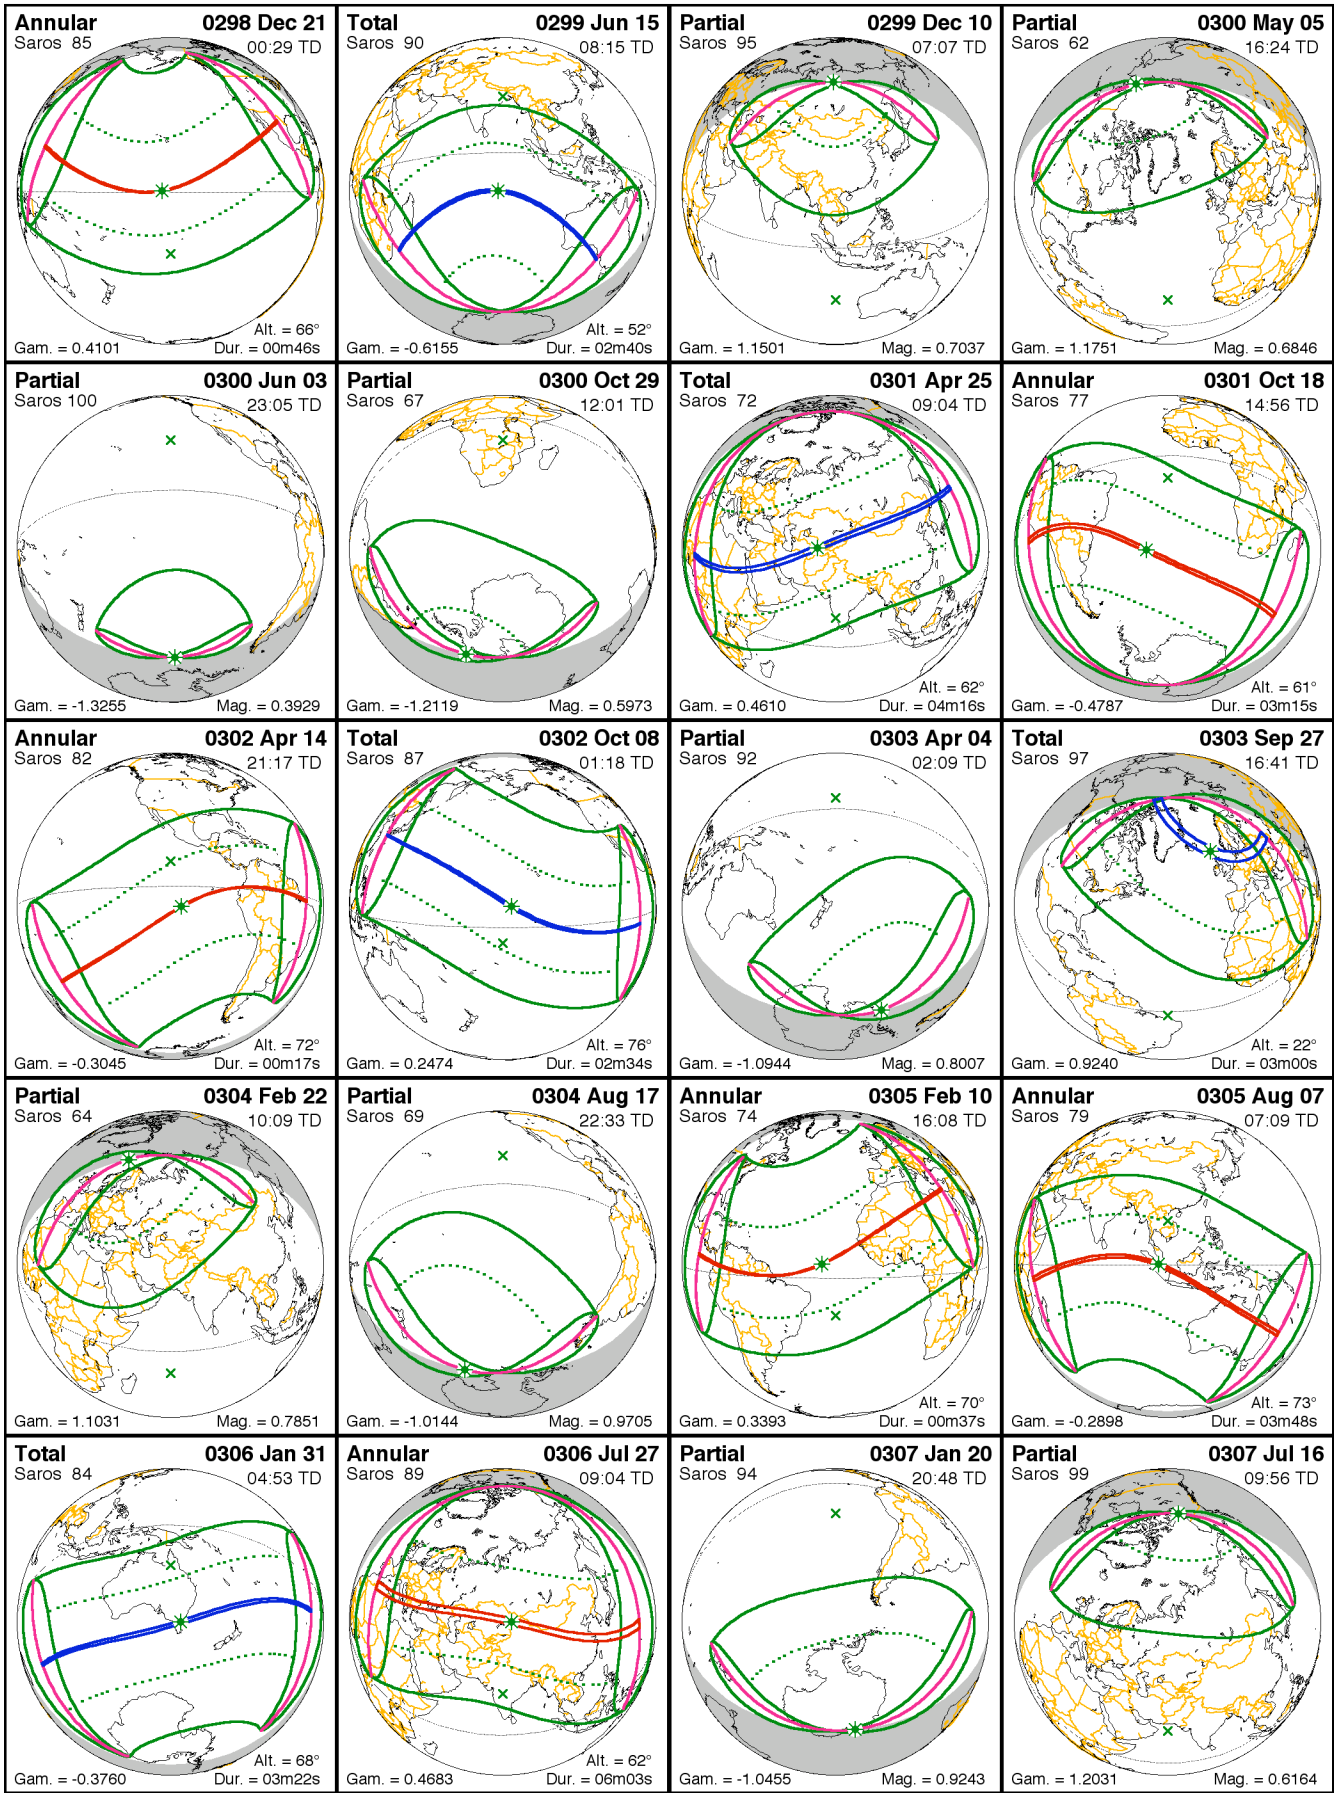 Annular 0298 Dec 21
Saros 85 00:29 TD
Alt. = 66°
Gam. = 0.4101 Dur. = 00m46s
Total 0299 Jun 15
Saros 90 08:15 TD
Alt. = 52°
Gam. = -0.6155 Dur. = 02m40s
Partial 0299 Dec 10
Saros 95 07:07 TD
Gam. = 1.1501 Mag. = 0.7037
Partial 0300 May 05
Saros 62 16:24 TD
Gam. = 1.1751 Mag. = 0.6846
Partial 0300 Jun 03
Saros 100 23:05 TD
Gam. = -1.3255 Mag. = 0.3929
Partial 0300 Oct 29
Saros 67 12:01 TD
Gam. = -1.2119 Mag. = 0.5973
Total 0301 Apr 25
Saros 72 09:04 TD
Alt. = 62°
Gam. = 0.4610 Dur. = 04m16s
Annular 0301 Oct 18
Saros 77 14:56 TD
Alt. = 61°
Gam. = -0.4787 Dur. = 03m15s
Annular 0302 Apr 14
Saros 82 21:17 TD
Alt. = 72°
Gam. = -0.3045 Dur. = 00m17s
Total 0302 Oct 08
Saros 87 01:18 TD
Alt. = 76°
Gam. = 0.2474 Dur. = 02m34s
Partial 0303 Apr 04
Saros 92 02:09 TD
Gam. = -1.0944 Mag. = 0.8007
Total 0303 Sep 27
Saros 97 16:41 TD
Alt. = 22°
Gam. = 0.9240 Dur. = 03m00s
Partial 0304 Feb 22
Saros 64 10:09 TD
Gam. = 1.1031 Mag. = 0.7851
Partial 0304 Aug 17
Saros 69 22:33 TD
Gam. = -1.0144 Mag. = 0.9705
Annular 0305 Feb 10
Saros 74 16:08 TD
Alt. = 70°
Gam. = 0.3393 Dur. = 00m37s
Annular 0305 Aug 07
Saros 79 07:09 TD
Alt. = 73°
Gam. = -0.2898 Dur. = 03m48s
Total 0306 Jan 31
Saros 84 04:53 TD
Alt. = 68°
Gam. = -0.3760 Dur. = 03m22s
Annular 0306 Jul 27
Saros 89 09:04 TD
Alt. = 62°
Gam. = 0.4683 Dur. = 06m03s
Partial 0307 Jan 20
Saros 94 20:48 TD
Gam. = -1.0455 Mag. = 0.9243
Partial 0307 Jul 16
Saros 99 09:56 TD
Gam. = 1.2031 Mag. = 0.6164